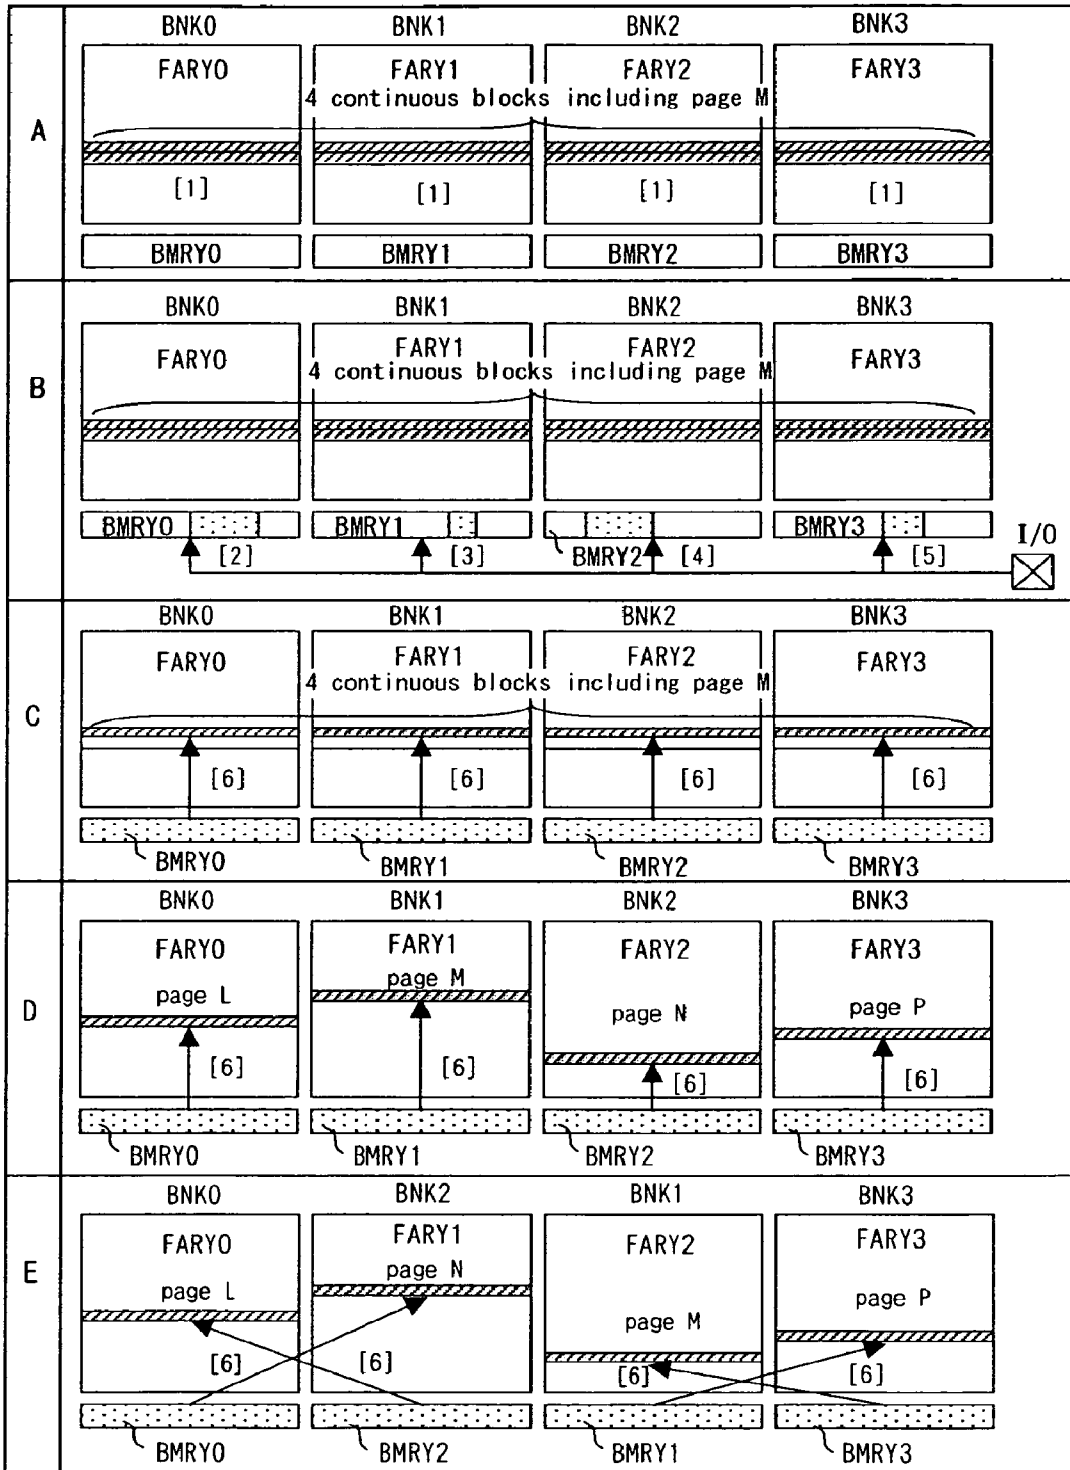 BNK0 BNK1 BNK2 BNK3
FARY0 FARY1 FARY2 FARY3
4 continuous blocks including page M
A
[1] [1] [1] [1]
BMRY0 BMRY1 BMRY2 BMRY3
BNK0 BNK1 BNK2 BNK3
FARY0 FARY1 FARY2 FARY3
4 continuous blocks including page M
B
BMRY0 BMRY1 BMRY2 BMRY3
[2] [3] [4] [5] I/O
BNK0 BNK1 BNK2 BNK3
FARY0 FARY1 FARY2 FARY3
4 continuous blocks including page M
C
[6] [6] [6] [6]
BMRY0 BMRY1 BMRY2 BMRY3
BNK0 BNK1 BNK2 BNK3
FARY0 FARY1 FARY2 FARY3
page L page M page N page P
D
[6] [6] [6] [6]
BMRY0 BMRY1 BMRY2 BMRY3
BNK0 BNK2 BNK1 BNK3
FARY0 FARY1 FARY2 FARY3
E
page L page N page M page P
[6] [6] [6] [6]
BMRY0 BMRY2 BMRY1 BMRY3